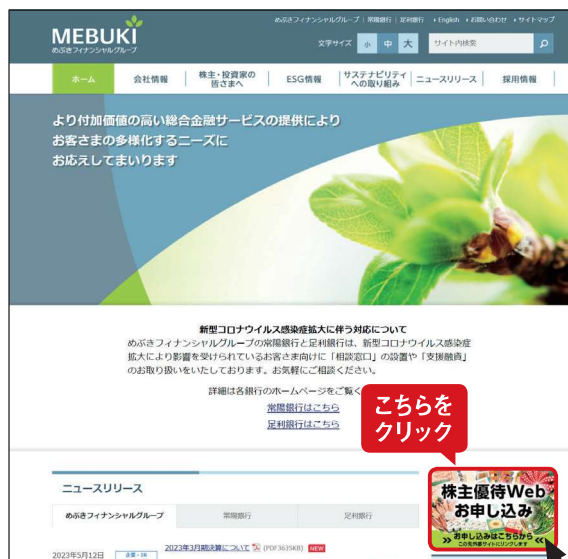 めぶきフィナンシャルグループ | 常陽銀行 | 足利銀行 English お問い合わせ サイトマップ
MEBUKI
めぶきフィナンシャルグループ
文字サイズ 小 中 大 サイト内検索
ホーム 会社情報 株主・投資家の皆さまへ ESG情報 サステナビリティへの取り組み ニュースリリース 採用情報
より付加価値の高い総合金融サービスの提供により
お客さまの多様化するニーズに
お応えしてまいります
新型コロナウイルス感染症拡大に伴う対応について
めぶきフィナンシャルグループの常陽銀行と足利銀行は、新型コロナウイルス感染症
拡大により影響を受けられているお客さま向けに「相談窓口」の設置や「支援融資」
のお取り扱いをいたしております。お気軽にご相談ください。
詳細は各銀行のホームページをご覧く
常陽銀行はこちら
足利銀行はこちら
こちらを
クリック
ニュースリリース
めぶきフィナンシャルグループ 常陽銀行 足利銀行
株主優待Web
お申し込み
お申し込みはこちらから
この先外部サイトにリンクします
2023年5月12日 企業・IR 2023年3月期決算について (PDF 3635KB) NEW